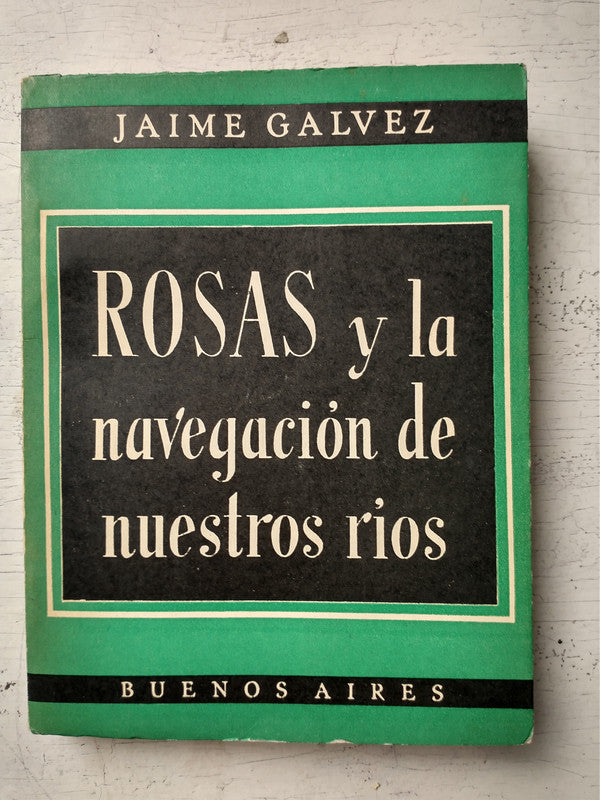 JAIME GALVEZ
ROSAS y la
navegación de
nuestros ríos
BUENOS AIRES